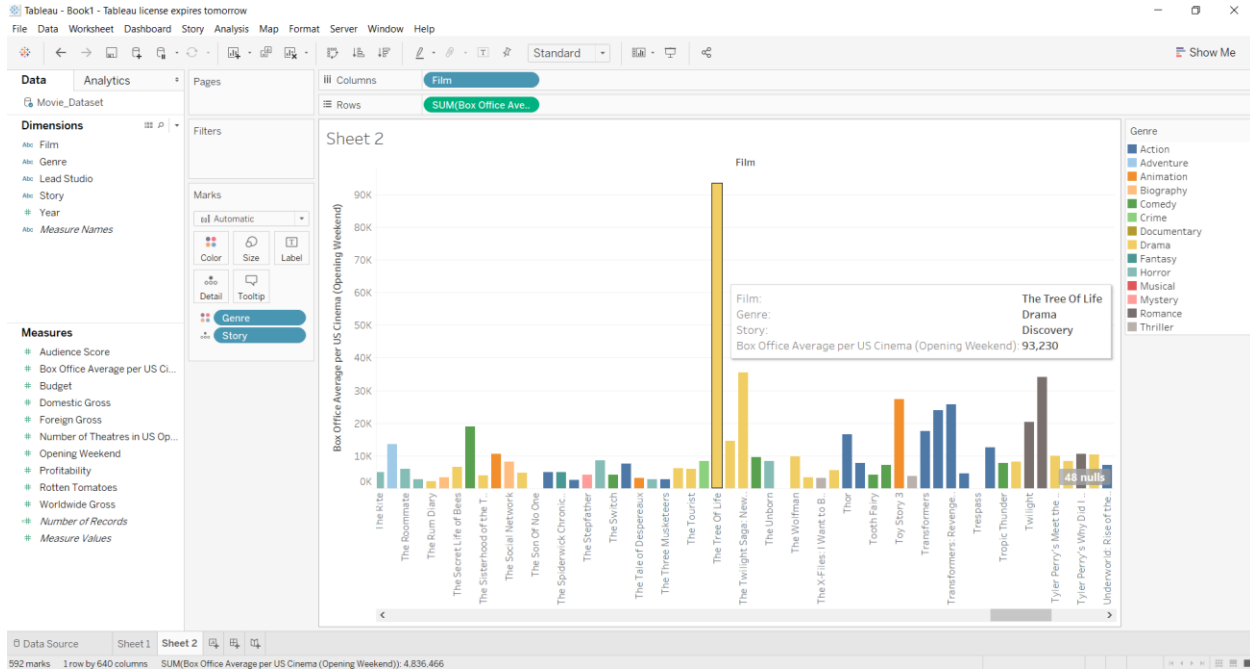 Tableau - Book1 - Tableau license expires tomorrow
File Data Worksheet Dashboard Story Analysis Map Format Server Window Help
Standard
Show Me
Data Analytics
Movie_Dataset
Dimensions
Abc Film
Abc Genre
Abc Lead Studio
Abc Story
# Year
Abc Measure Names
Measures
# Audience Score
# Box Office Average per US Ci...
# Budget
# Domestic Gross
# Foreign Gross
# Number of Theatres in US Op...
# Opening Weekend
# Profitability
# Rotten Tomatoes
# Worldwide Gross
=# Number of Records
# Measure Values
Pages
Filters
Marks
Automatic
Color Size Label
Detail Tooltip
Genre
Story
Columns Film
Rows SUM(Box Office Ave..
Sheet 2
Film
Box Office Average per US Cinema (Opening Weekend)
90K
80K
70K
60K
50K
40K
30K
20K
10K
0K
Film: The Tree Of Life
Genre: Drama
Story: Discovery
Box Office Average per US Cinema (Opening Weekend): 93,230
48 nulls
The Rite
The Roommate
The Rum Diary
The Secret Life of Bees
The Sisterhood of the T..
The Social Network
The Son Of No One
The Spiderwick Chronic..
The Stepfather
The Switch
The Tale of Despereaux
The Three Musketeers
The Tourist
The Tree Of Life
The Twilight Saga: New..
The Unborn
The Wolfman
The X-Files: I Want to B..
Thor
Tooth Fairy
Toy Story 3
Transformers
Transformers: Revenge..
Trespass
Tropic Thunder
Twilight
Tyler Perry's Meet the ..
Tyler Perry's Why Did I ..
Underworld: Rise of the..
Genre
Action
Adventure
Animation
Biography
Comedy
Crime
Documentary
Drama
Fantasy
Horror
Musical
Mystery
Romance
Thriller
Data Source Sheet 1 Sheet 2
592 marks 1 row by 640 columns SUM(Box Office Average per US Cinema (Opening Weekend)): 4.836.466